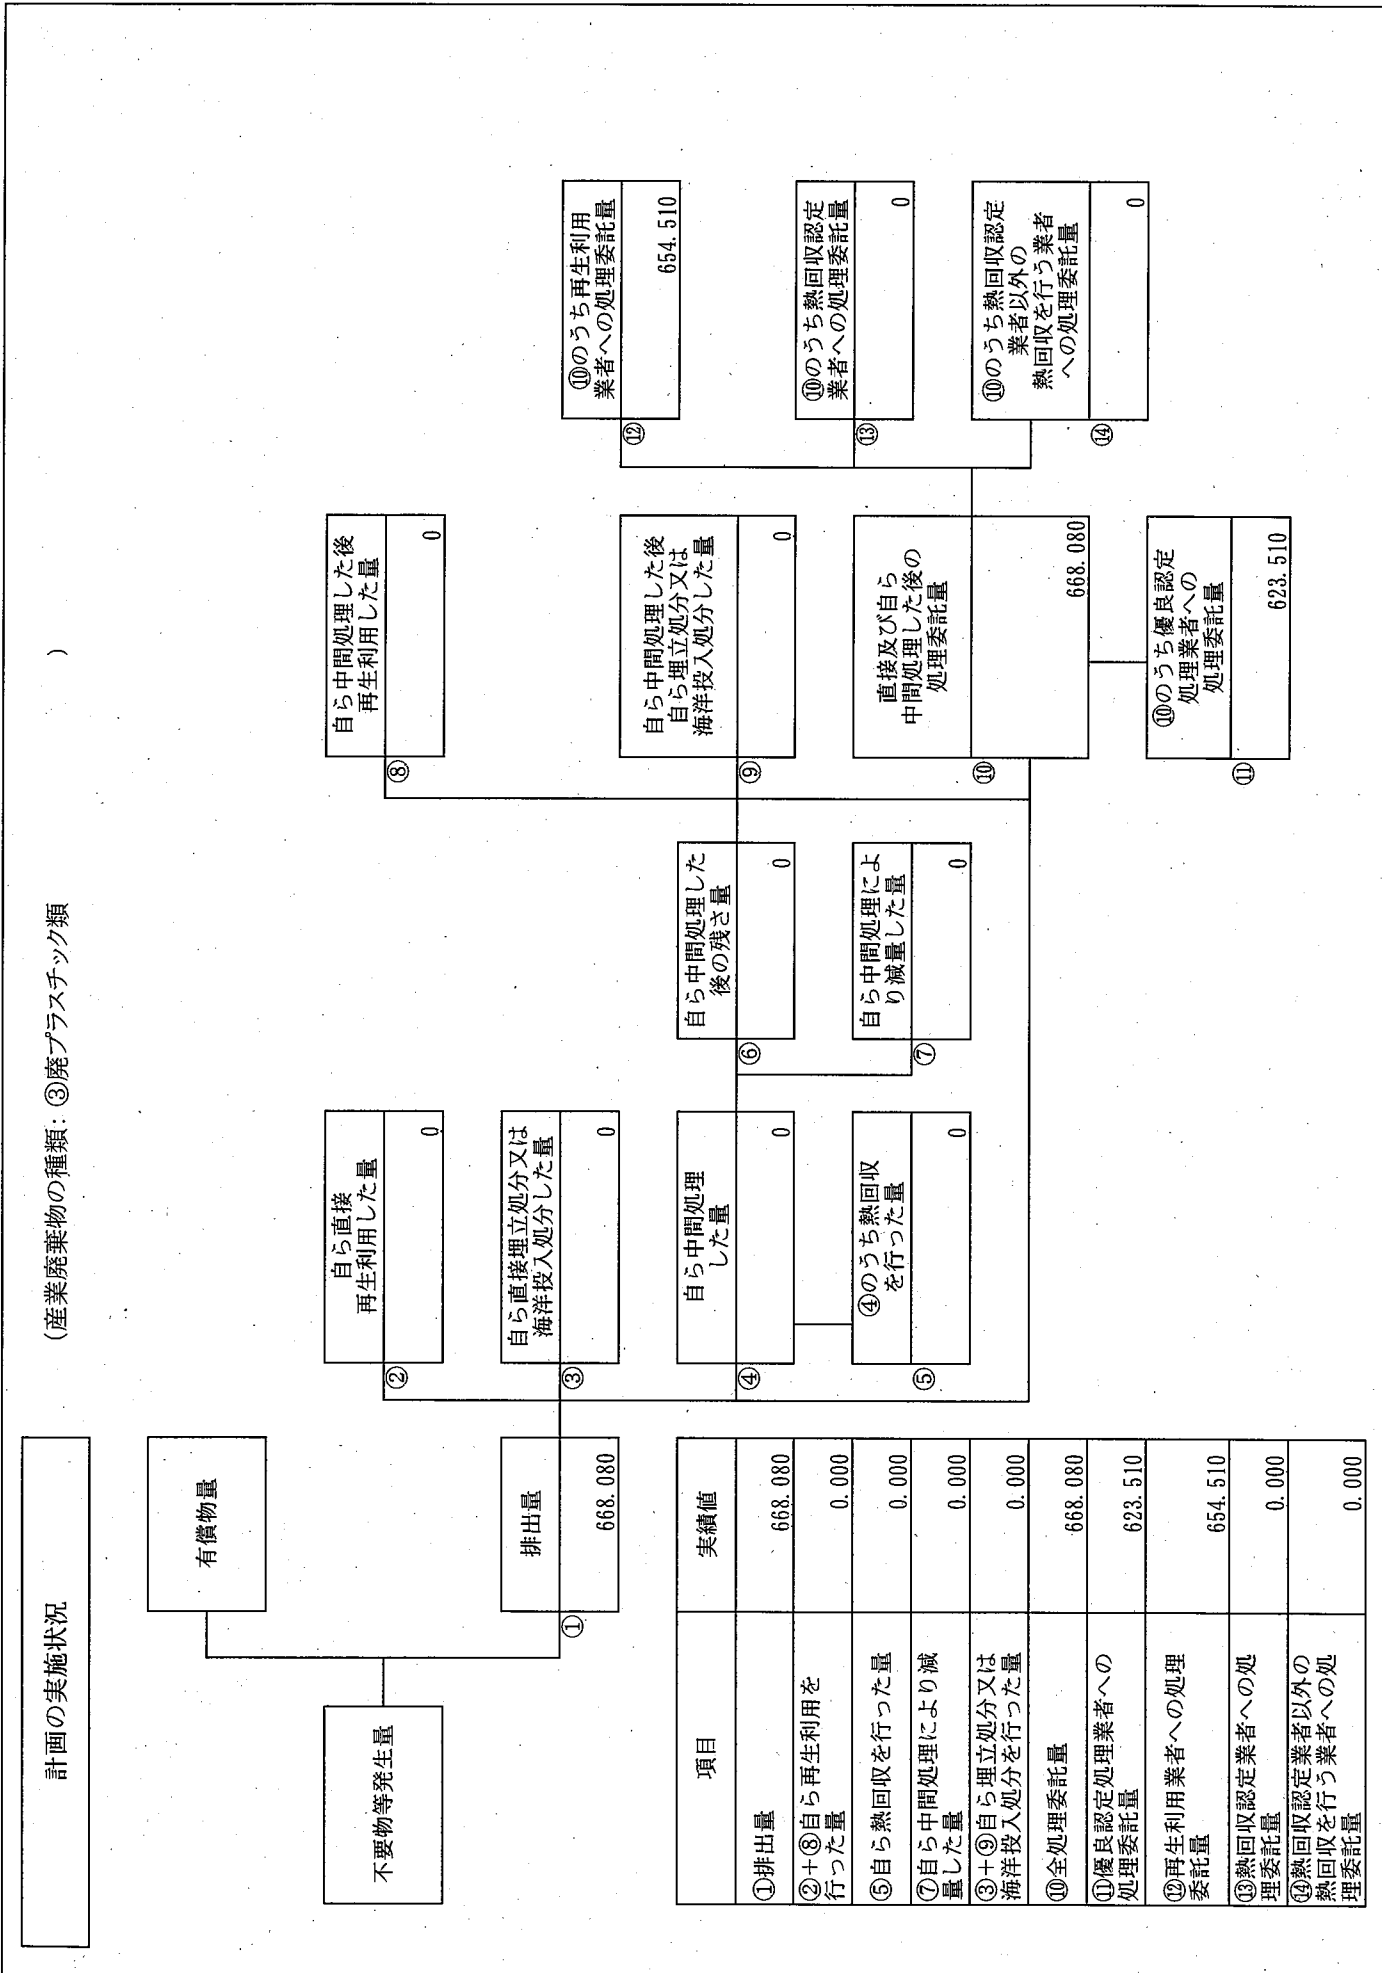 計画の実施状況
(産業廃棄物の種類: ③廃プラスチック類 )
不要物等発生量
有償物量
①
排出量
668.080
②
自ら直接
再生利用した量
0
③
自ら直接埋立処分又は
海洋投入処分した量
0
④
自ら中間処理
した量
0
⑤
④のうち熱回収
を行った量
0
⑥
自ら中間処理した
後の残さ量
0
⑦
自ら中間処理によ
り減量した量
0
⑧
自ら中間処理した後
再生利用した量
0
⑨
自ら中間処理した後
自ら埋立処分又は
海洋投入処分した量
0
⑩
直接及び自ら
中間処理した後の
処理委託量
668.080
⑪
⑩のうち優良認定
処理業者への
処理委託量
623.510
⑫
⑩のうち再生利用
業者への処理委託量
654.510
⑬
⑩のうち熱回収認定
業者への処理委託量
0
⑭
⑩のうち熱回収認定
業者以外の
熱回収を行う業者
への処理委託量
0
項目 実績値
①排出量 668.080
②+⑧自ら再生利用を
行った量 0.000
⑤自ら熱回収を行った量 0.000
⑦自ら中間処理により減
量した量 0.000
③+⑨自ら埋立処分又は
海洋投入処分を行った量 0.000
⑩全処理委託量 668.080
⑪優良認定処理業者への
処理委託量 623.510
⑫再生利用業者への処理
委託量 654.510
⑬熱回収認定業者への処
理委託量 0.000
⑭熱回収認定業者以外の
熱回収を行う業者への処
理委託量 0.000